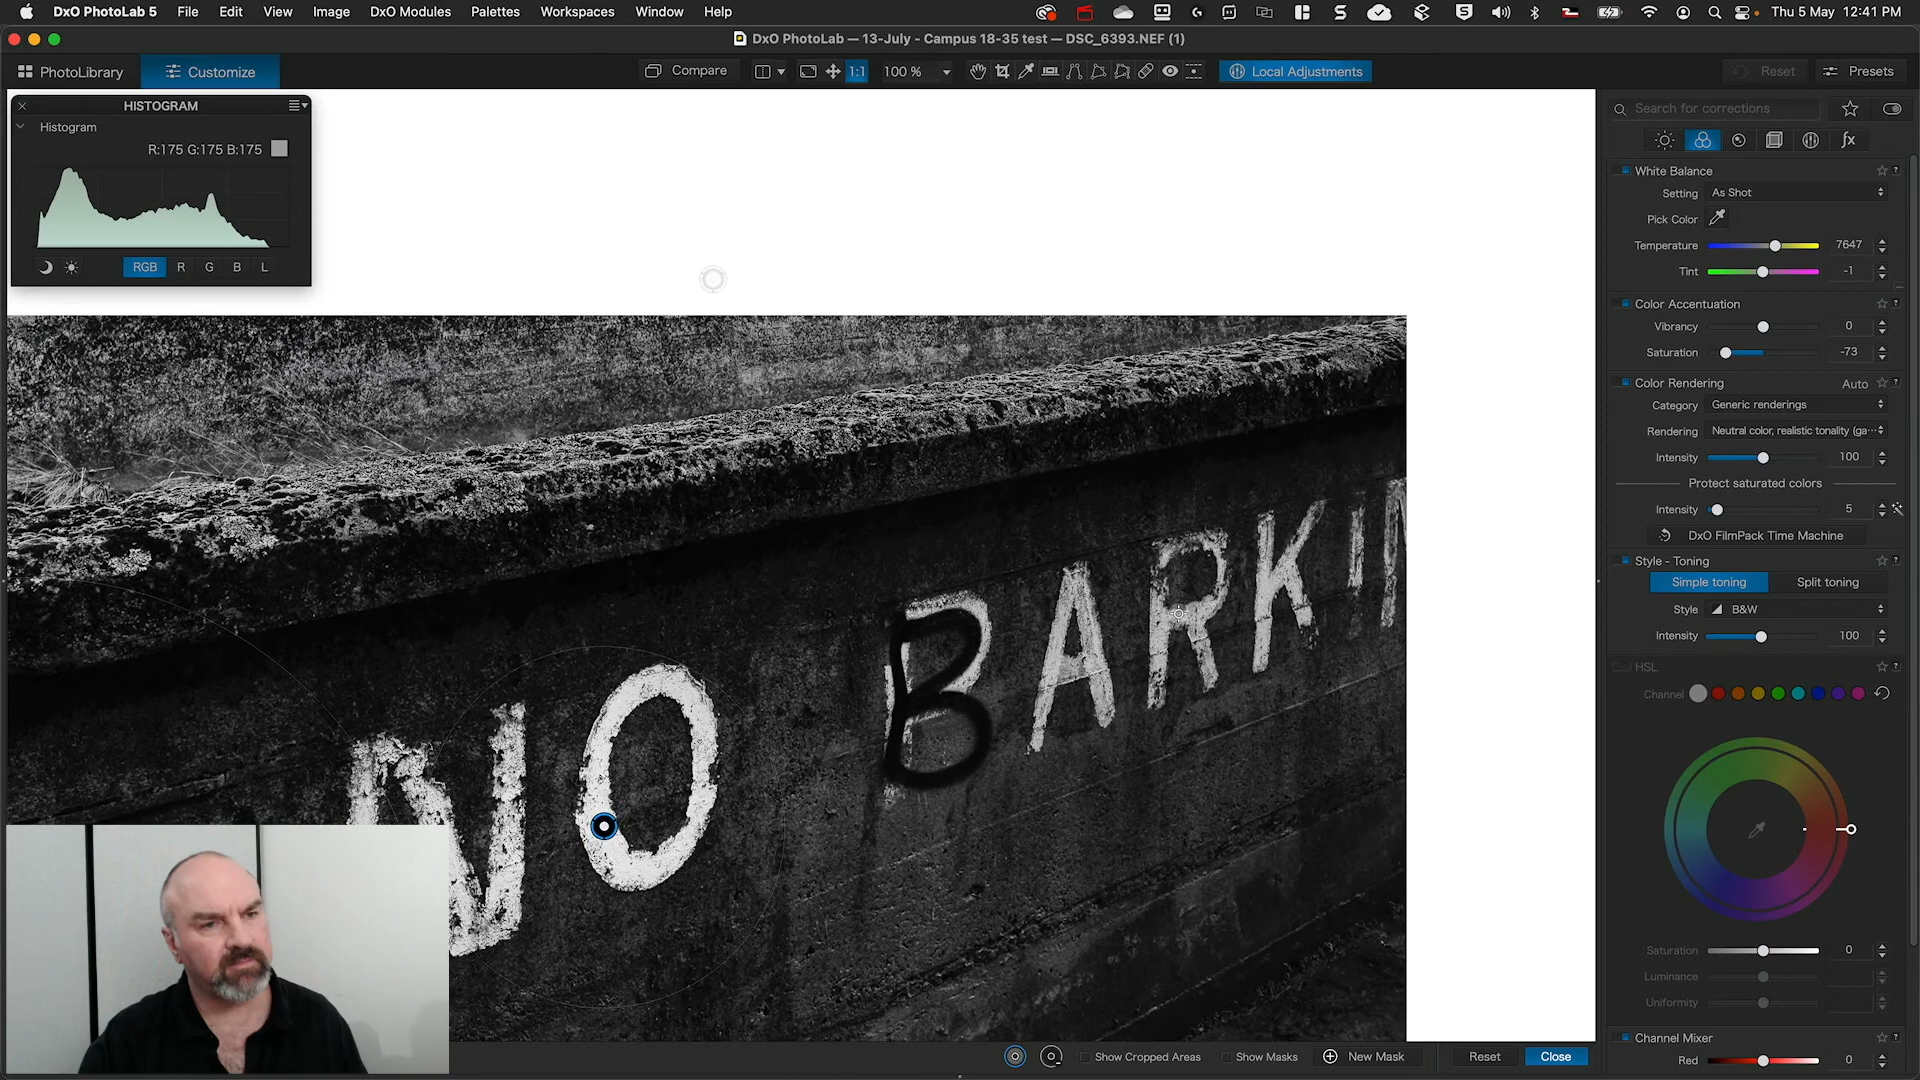 DxO PhotoLab 5 File Edit View Image DxO Modules Palettes Workspaces Window Help Thu 5 May 12:41 PM
DxO PhotoLab — 13-July - Campus 18-35 test — DSC_6393.NEF (1)
PhotoLibrary Customize Compare 1:1 100 % Local Adjustments Reset Presets
HISTOGRAM
Histogram
R:175 G:175 B:175
RGB R G B L
Search for corrections
fx
White Balance
Setting As Shot
Pick Color
Temperature 7647
Tint -1
Color Accentuation
Vibrancy 0
Saturation -73
Color Rendering Auto
Category Generic renderings
Rendering Neutral color, realistic tonality (ga···
Intensity 100
Protect saturated colors
Intensity 5
DxO FilmPack Time Machine
Style - Toning
Simple toning Split toning
Style B&W
Intensity 100
HSL
Channel
Saturation 0
Luminance
Uniformity
Channel Mixer
Red 0
NO BARKIN
Show Cropped Areas Show Masks New Mask Reset Close